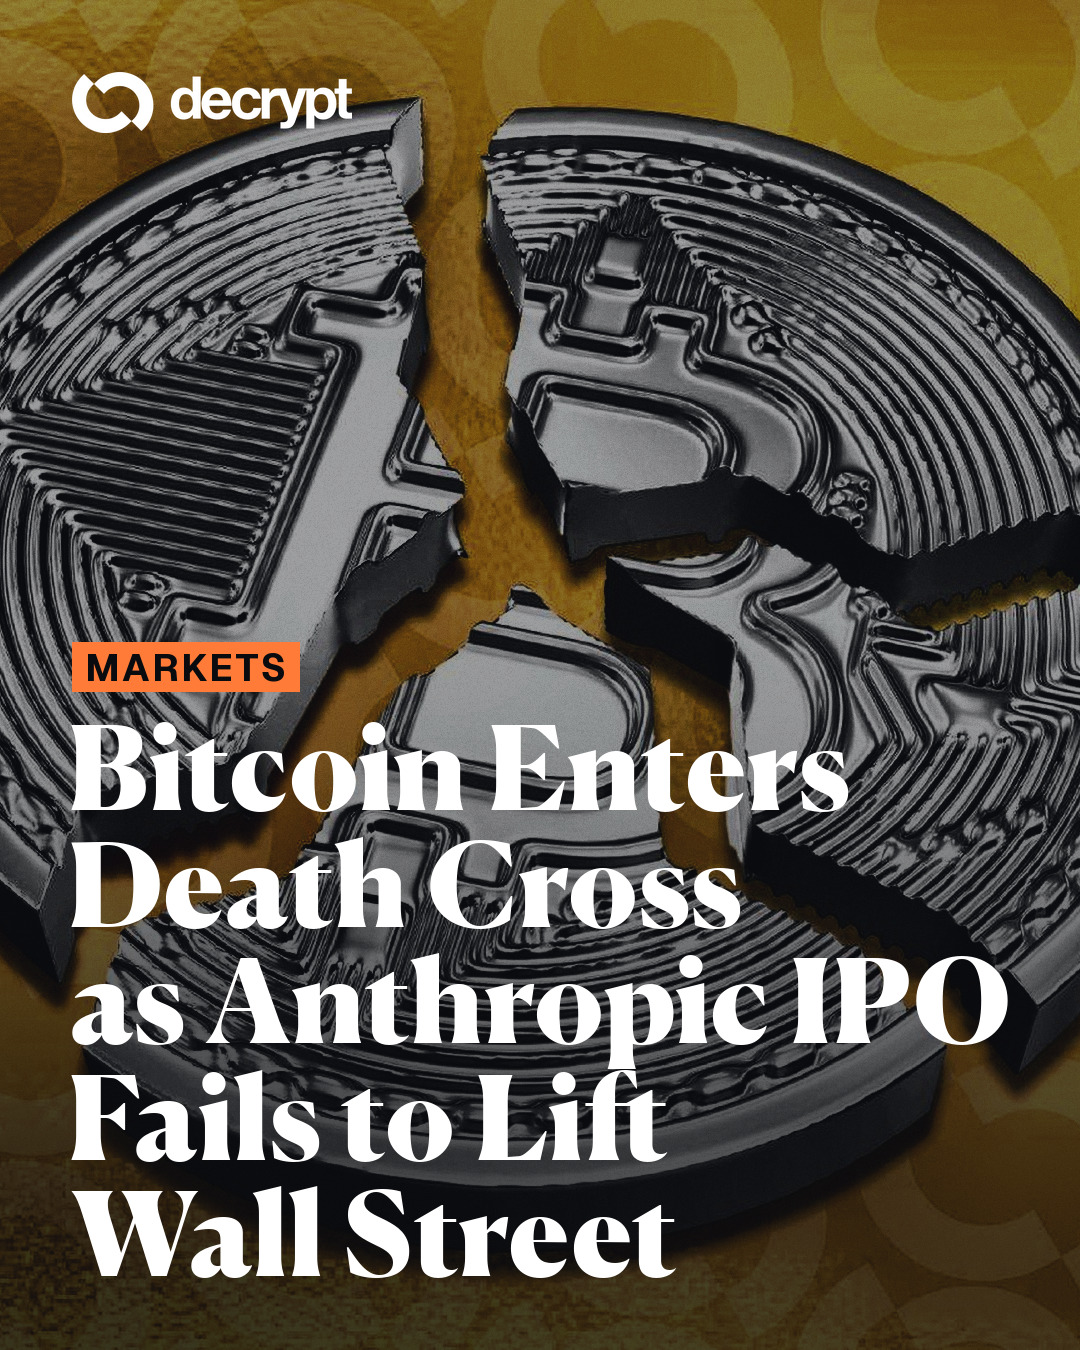 decrypt
MARKETS
Bitcoin Enters
Death Cross
as Anthropic IPO
Fails to Lift
Wall Street